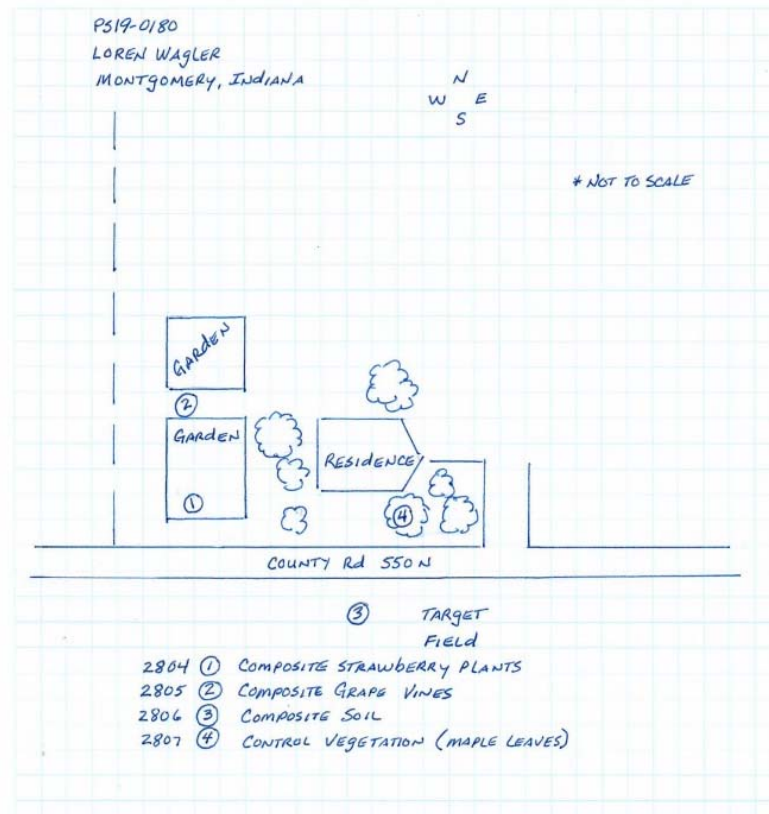 PS19-0180
LOREN WAGLER
MONTGOMERY, INDIANA
N
W E
S
* NOT TO SCALE
GARDEN
②
GARDEN
①
RESIDENCE
④
COUNTY Rd 550 N
③ TARGET
FIELD
2804 ① COMPOSITE STRAWBERRY PLANTS
2805 ② COMPOSITE GRAPE VINES
2806 ③ COMPOSITE SOIL
2807 ④ CONTROL VEGETATION (MAPLE LEAVES)